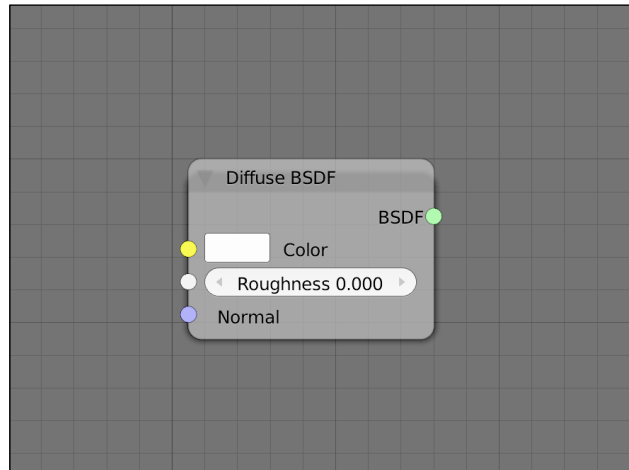 Diffuse BSDF
BSDF
Color
Roughness 0.000
Normal